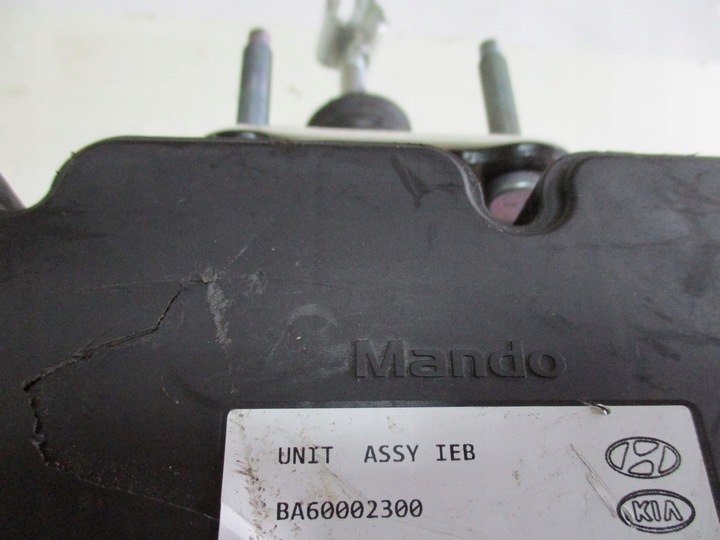 Mando
UNIT ASSY IEB
BA60002300
KIA